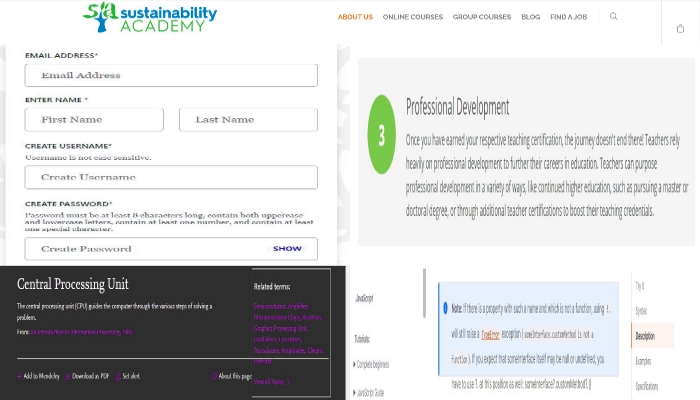 sa sustainability
ACADEMY
ABOUT US ONLINE COURSES GROUP COURSES BLOG FIND A JOB
EMAIL ADDRESS*
Email Address
ENTER NAME *
First Name Last Name
CREATE USERNAME*
Username is not case sensitive.
Create Username
CREATE PASSWORD*
Password must be at least 8 characters long, contain both uppercase
and lowercase letters, contain at least one number, and contain at least
one special character.
Create Password SHOW
3
Professional Development
Once you have earned your respective teaching certification, the journey doesn't end there! Teachers rely
heavily on professional development to further their careers in education. Teachers can purpose
professional development in a variety of ways, like continued higher education, such as pursuing a master or
doctoral degree, or through additional teacher certifications to boost their teaching credentials.
Central Processing Unit
The central processing unit (CPU) guides the computer through the various steps of solving a
problem.
From:
Add to Mendeley Download as PDF Set alert About this page
Related terms:
Semiconductor, Amplifier,
Graphics Processing Unit,
View all Topics
JavaScript
Tutorials:
Complete beginners
JavaScript Guide
Note: If there is a property with such a name and which is not a function, using ?.
will still raise a TypeError exception (someInterface.customMethod is not a
function). If you expect that someInterface itself may be null or undefined, you
have to use ?. at this position as well: someInterface?.customMethod?.()
Try it
Syntax
Description
Examples
Specifications